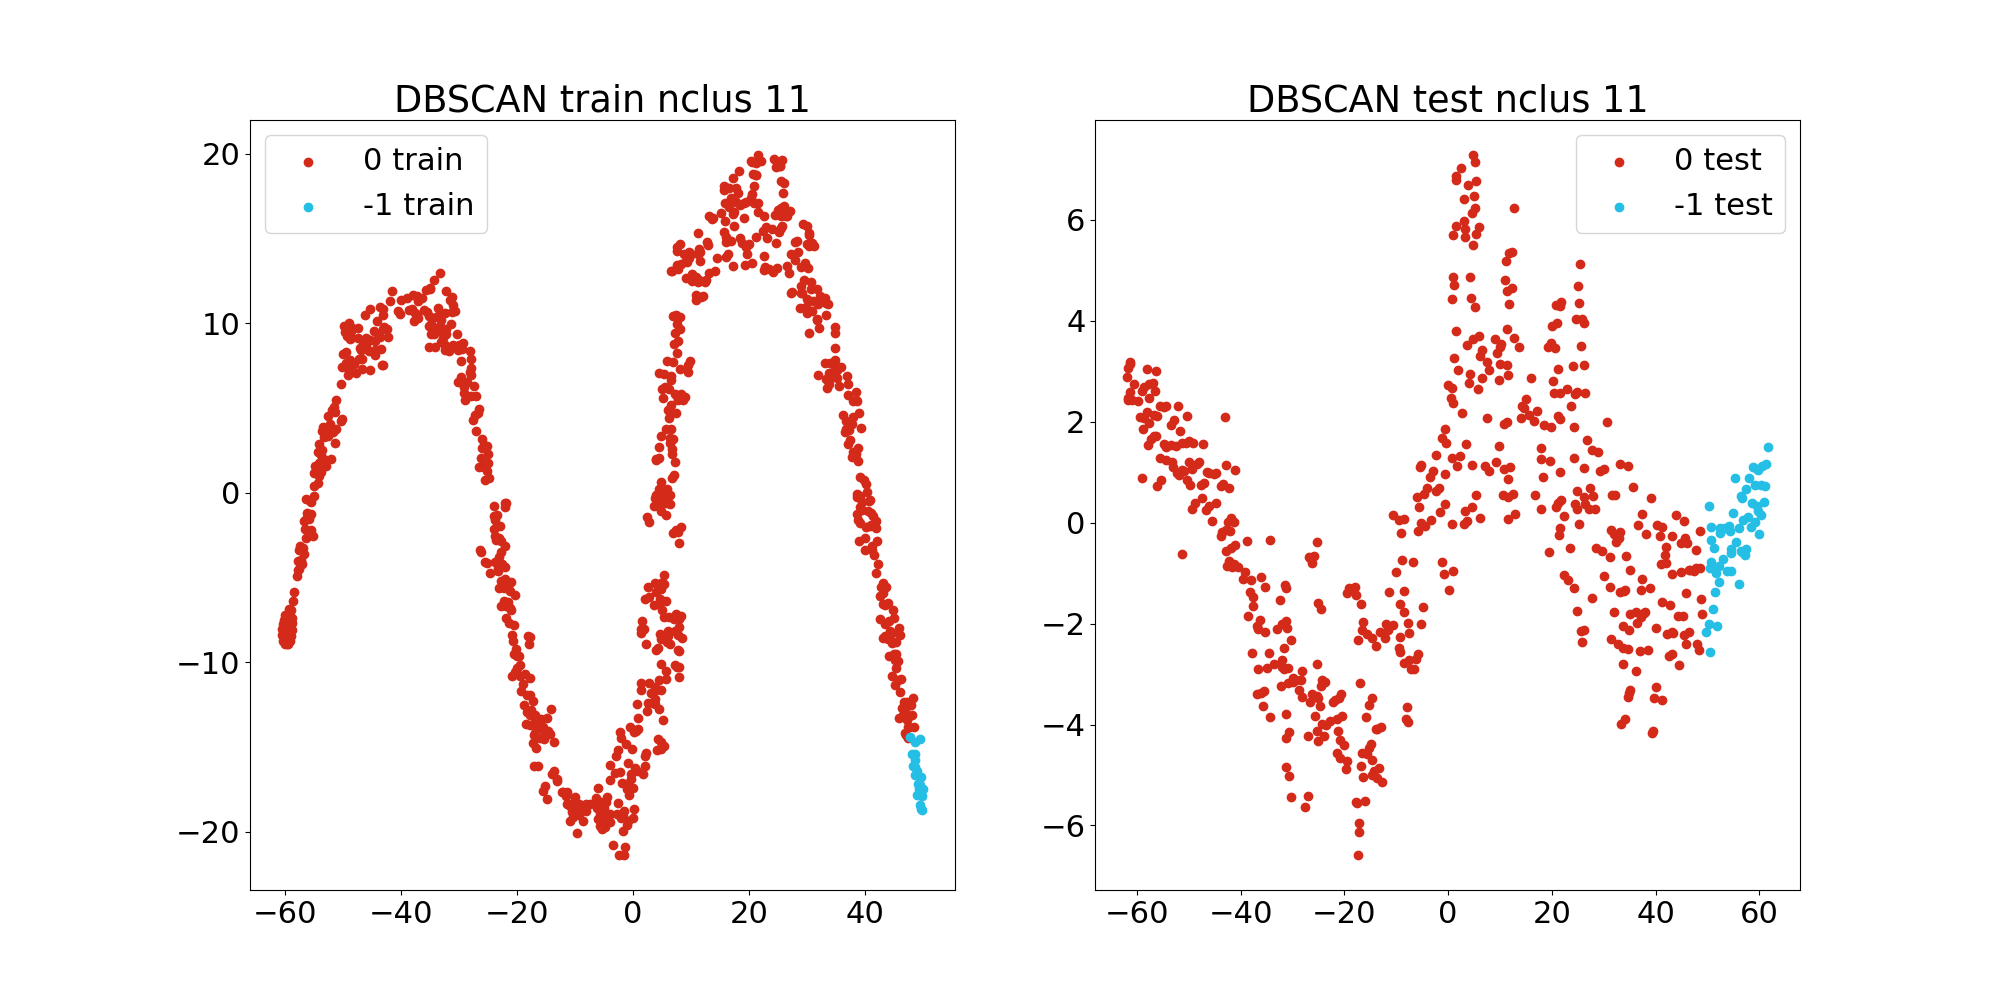 DBSCAN train nclus 11
0 train
-1 train
20
10
0
−10
−20
−60 −40 −20 0 20 40
DBSCAN test nclus 11
0 test
-1 test
6
4
2
0
−2
−4
−6
−60 −40 −20 0 20 40 60